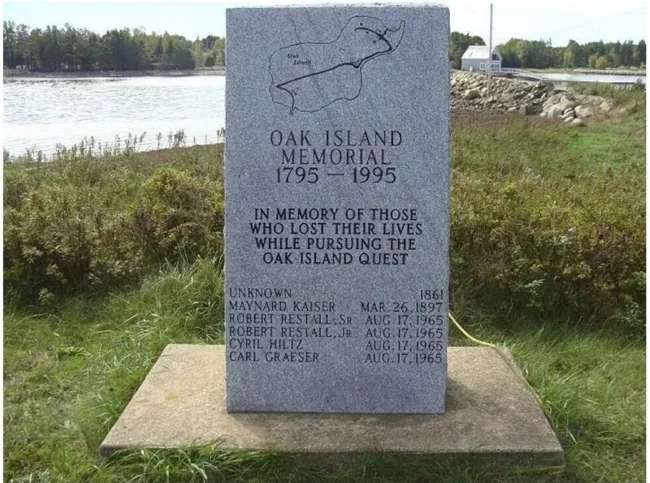 Oak
Island
OAK ISLAND
MEMORIAL
1795 — 1995
IN MEMORY OF THOSE
WHO LOST THEIR LIVES
WHILE PURSUING THE
OAK ISLAND QUEST
UNKNOWN 1861
MAYNARD KAISER MAR. 26, 1897
ROBERT RESTALL, SR AUG. 17, 1965
ROBERT RESTALL, JR AUG. 17, 1965
CYRIL HILTZ AUG. 17, 1965
CARL GRAESER AUG. 17, 1965